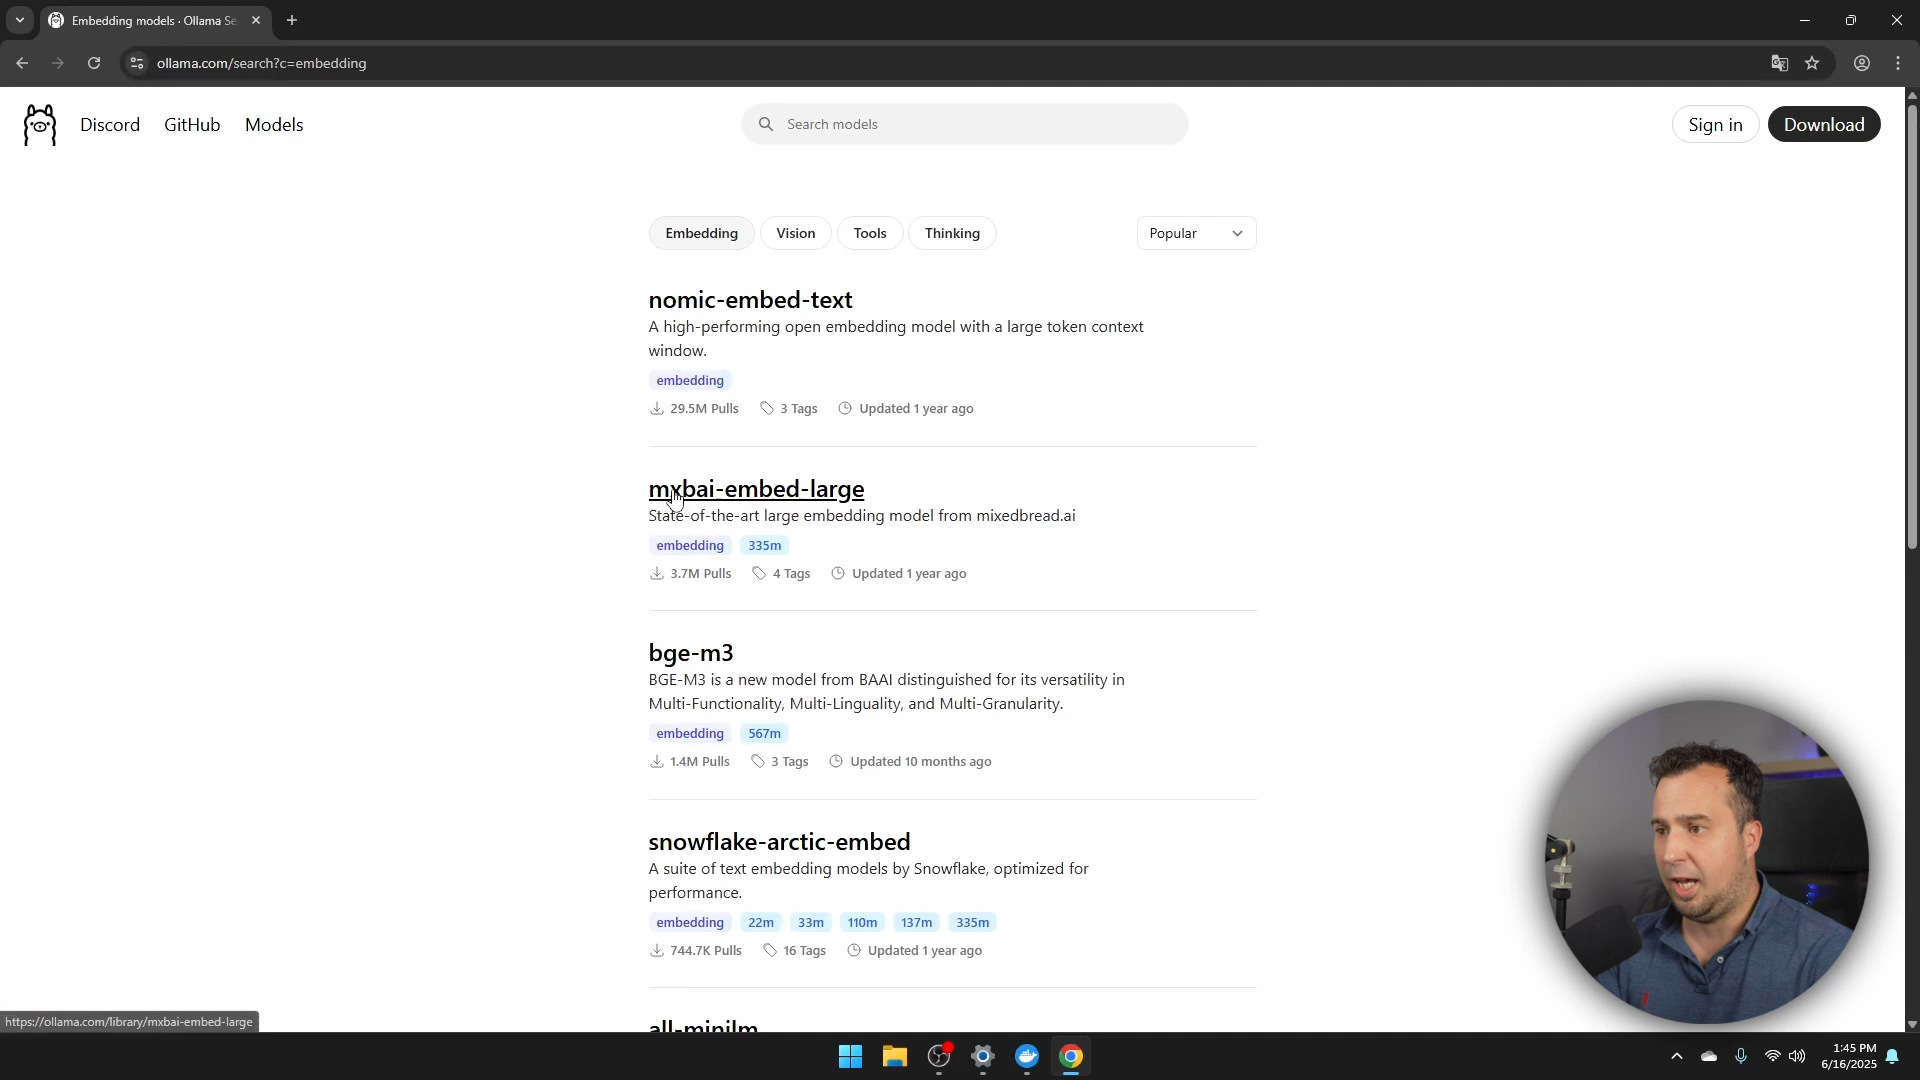 Embedding models · Ollama Se
ollama.com/search?c=embedding
Discord GitHub Models
Search models
Sign in Download
Embedding Vision Tools Thinking Popular
nomic-embed-text
A high-performing open embedding model with a large token context
window.
embedding
29.5M Pulls 3 Tags Updated 1 year ago
mxbai-embed-large
State-of-the-art large embedding model from mixedbread.ai
embedding 335m
3.7M Pulls 4 Tags Updated 1 year ago
bge-m3
BGE-M3 is a new model from BAAI distinguished for its versatility in
Multi-Functionality, Multi-Linguality, and Multi-Granularity.
embedding 567m
1.4M Pulls 3 Tags Updated 10 months ago
snowflake-arctic-embed
A suite of text embedding models by Snowflake, optimized for
performance.
embedding 22m 33m 110m 137m 335m
744.7K Pulls 16 Tags Updated 1 year ago
all-minilm
https://ollama.com/library/mxbai-embed-large
1:45 PM
6/16/2025